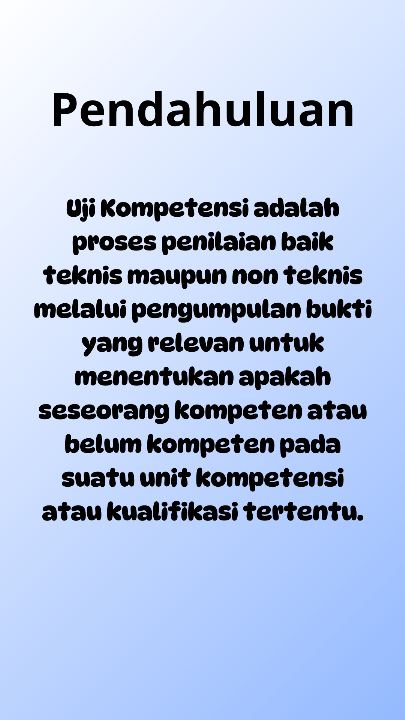 Pendahuluan
Uji Kompetensi adalah
proses penilaian baik
teknis maupun non teknis
melalui pengumpulan bukti
yang relevan untuk
menentukan apakah
seseorang kompeten atau
belum kompeten pada
suatu unit kompetensi
atau kualifikasi tertentu.